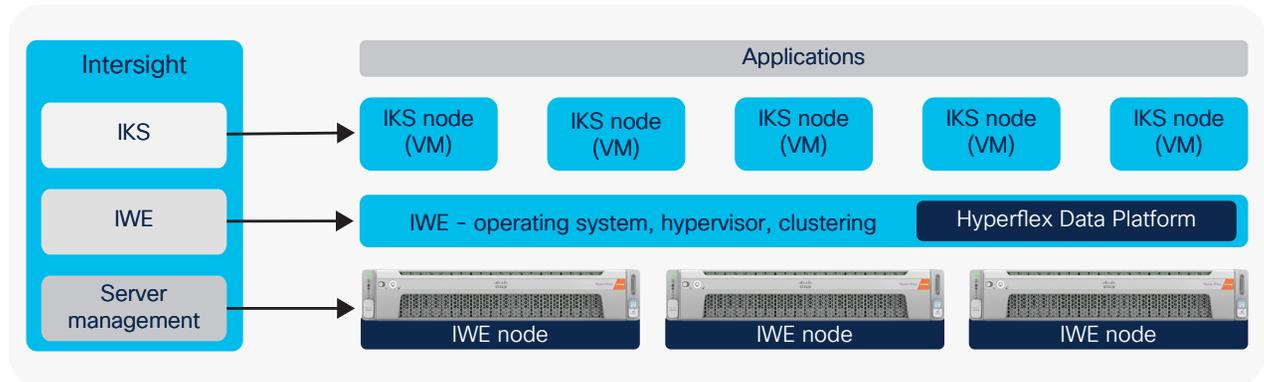 Intersight
Applications
IKS
IKS node
(VM)
IKS node
(VM)
IKS node
(VM)
IKS node
(VM)
IKS node
(VM)
IWE
IWE – operating system, hypervisor, clustering
Hyperflex Data Platform
Server
management
IWE node
IWE node
IWE node